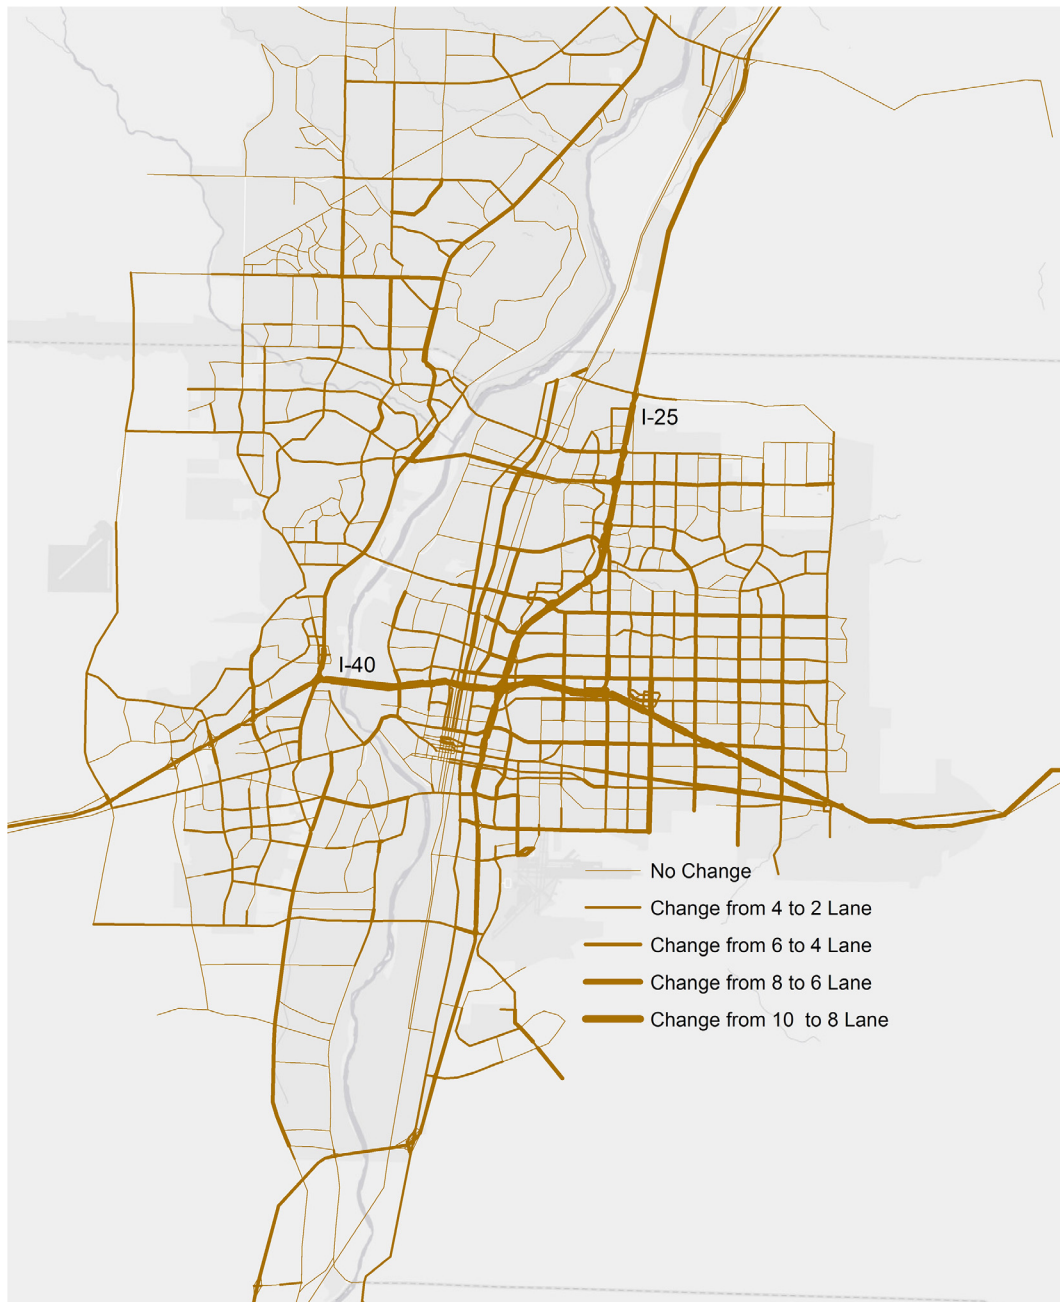 I-25
I-40
No Change
Change from 4 to 2 Lane
Change from 6 to 4 Lane
Change from 8 to 6 Lane
Change from 10  to 8 Lane